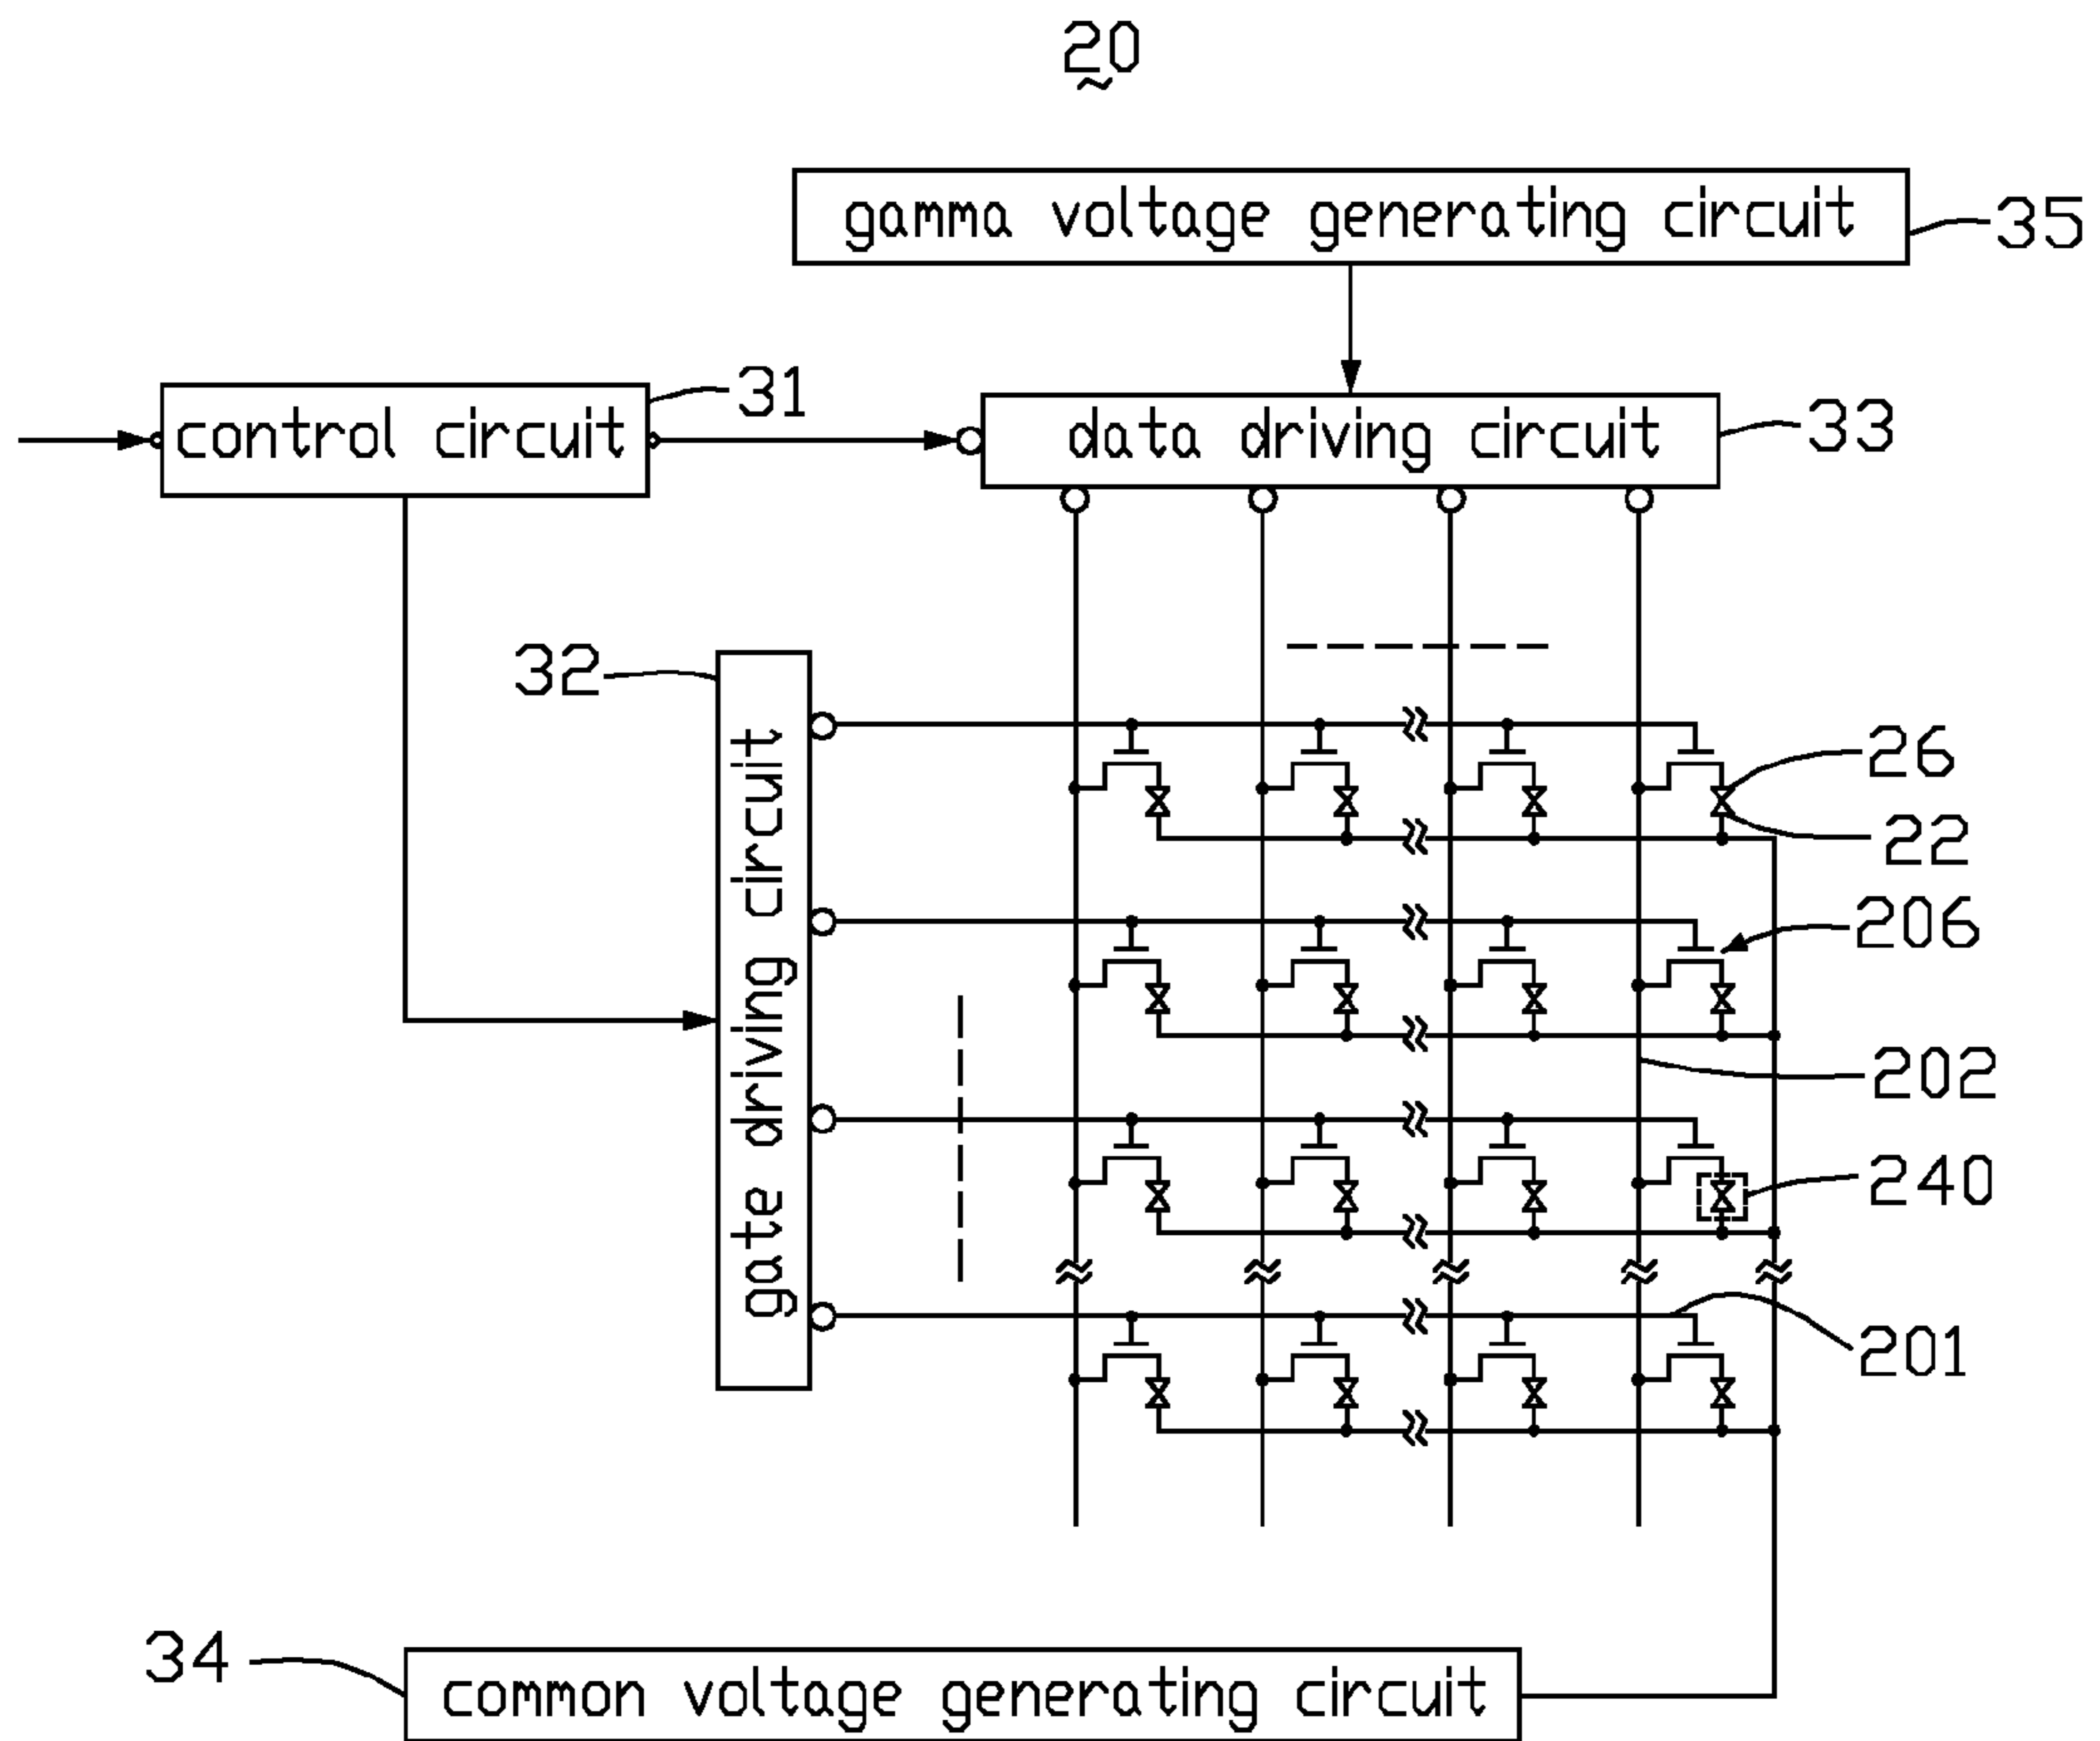 20
gamma voltage generating circuit
35
31
control circuit
data driving circuit
33
32
gate driving circuit
26
22
206
202
240
201
34
common voltage generating circuit